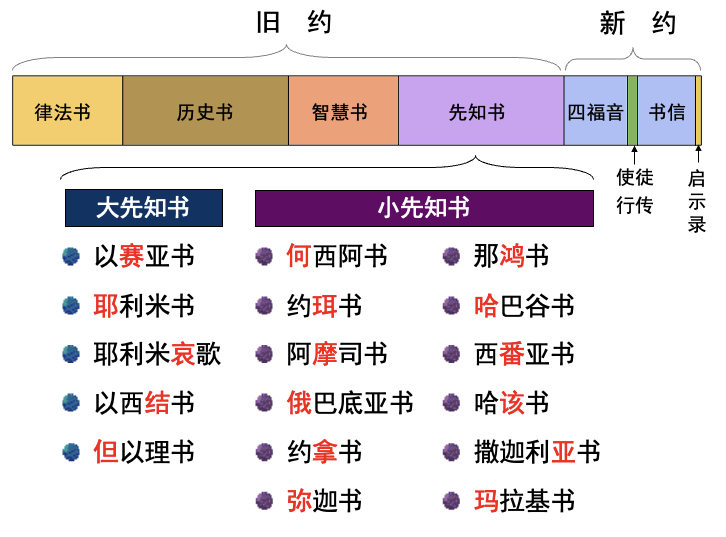 旧 约
新 约
律法书
历史书
智慧书
先知书
四福音
书信
使徒
行传
启
示
录
大先知书
小先知书
以赛亚书
耶利米书
耶利米哀歌
以西结书
但以理书
何西阿书
约珥书
阿摩司书
俄巴底亚书
约拿书
弥迦书
那鸿书
哈巴谷书
西番亚书
哈该书
撒迦利亚书
玛拉基书